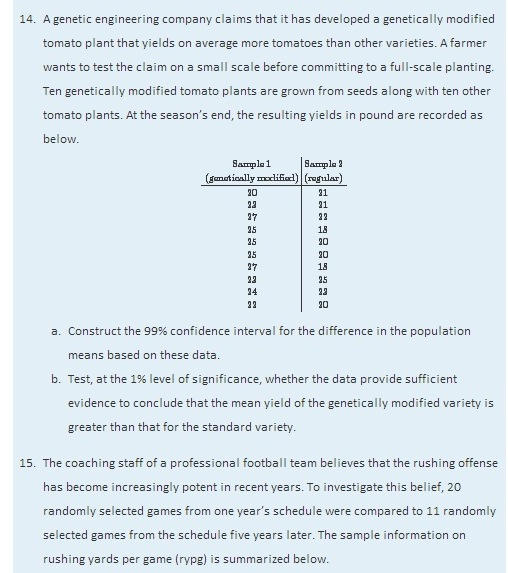 14. A genetic engineering company claims that it has developed a genetically modified
tomato plant that yields on average more tomatoes than other varieties. A farmer
wants to test the claim on a small scale before committing to a full-scale planting.
Ten genetically modified tomato plants are grown from seeds along with ten other
tomato plants. At the season's end, the resulting yields in pound are recorded as
below.
Sample 1 Sample 2
(genetically modified) (regular)
20 21
23 21
27 22
25 18
25 20
25 20
27 18
23 25
24 23
22 20
a. Construct the 99% confidence interval for the difference in the population
means based on these data.
b. Test, at the 1% level of significance, whether the data provide sufficient
evidence to conclude that the mean yield of the genetically modified variety is
greater than that for the standard variety.
15. The coaching staff of a professional football team believes that the rushing offense
has become increasingly potent in recent years. To investigate this belief, 20
randomly selected games from one year's schedule were compared to 11 randomly
selected games from the schedule five years later. The sample information on
rushing yards per game (rypg) is summarized below.